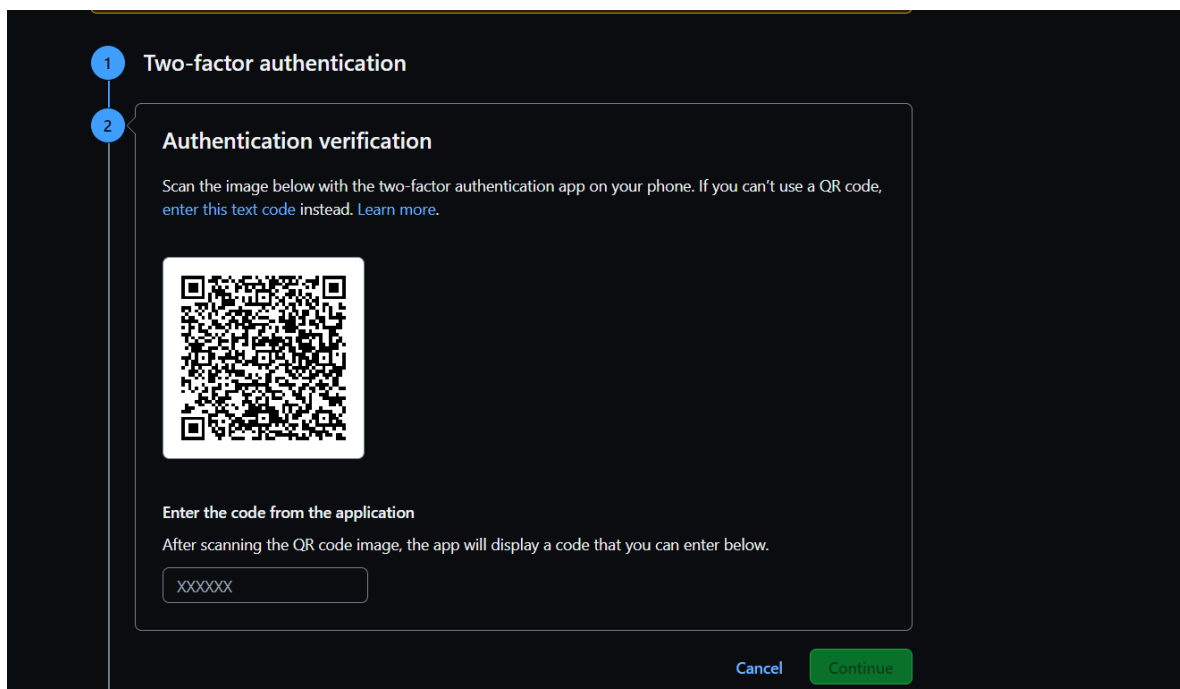 1
Two-factor authentication
2
Authentication verification
Scan the image below with the two-factor authentication app on your phone. If you can’t use a QR code,
enter this text code instead. Learn more.
Enter the code from the application
After scanning the QR code image, the app will display a code that you can enter below.
XXXXXX
Cancel
Continue